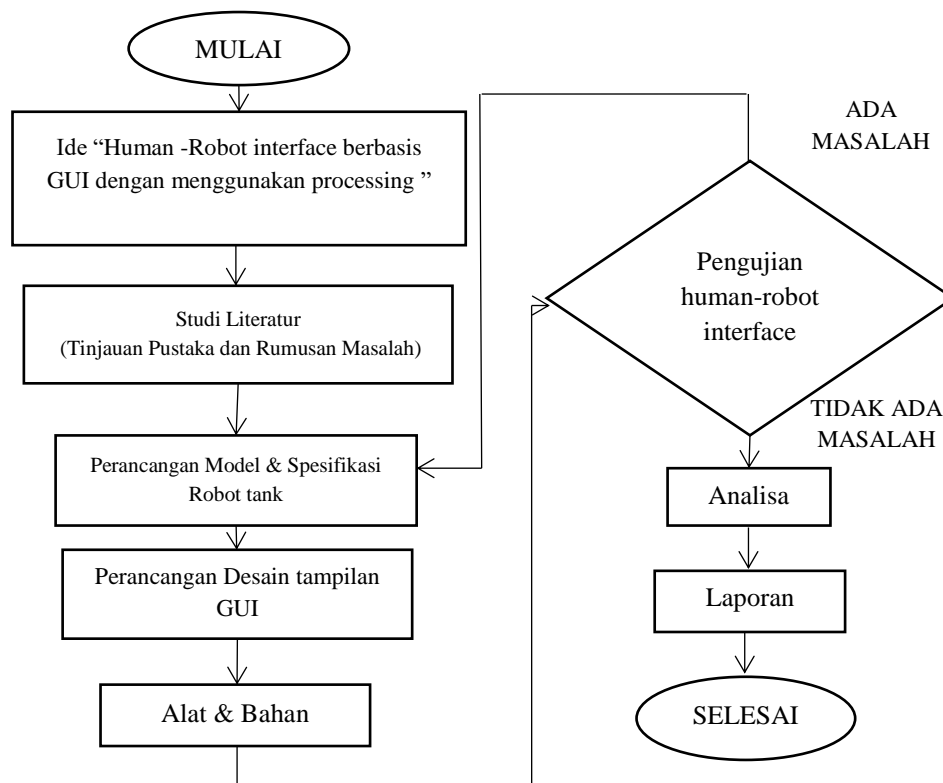 MULAI
Ide “Human -Robot interface berbasis
GUI dengan menggunakan processing ”
Studi Literatur
(Tinjauan Pustaka dan Rumusan Masalah)
Perancangan Model & Spesifikasi
Robot tank
Perancangan Desain tampilan
GUI
Alat & Bahan
ADA
MASALAH
Pengujian
human-robot
interface
TIDAK ADA
MASALAH
Analisa
Laporan
SELESAI